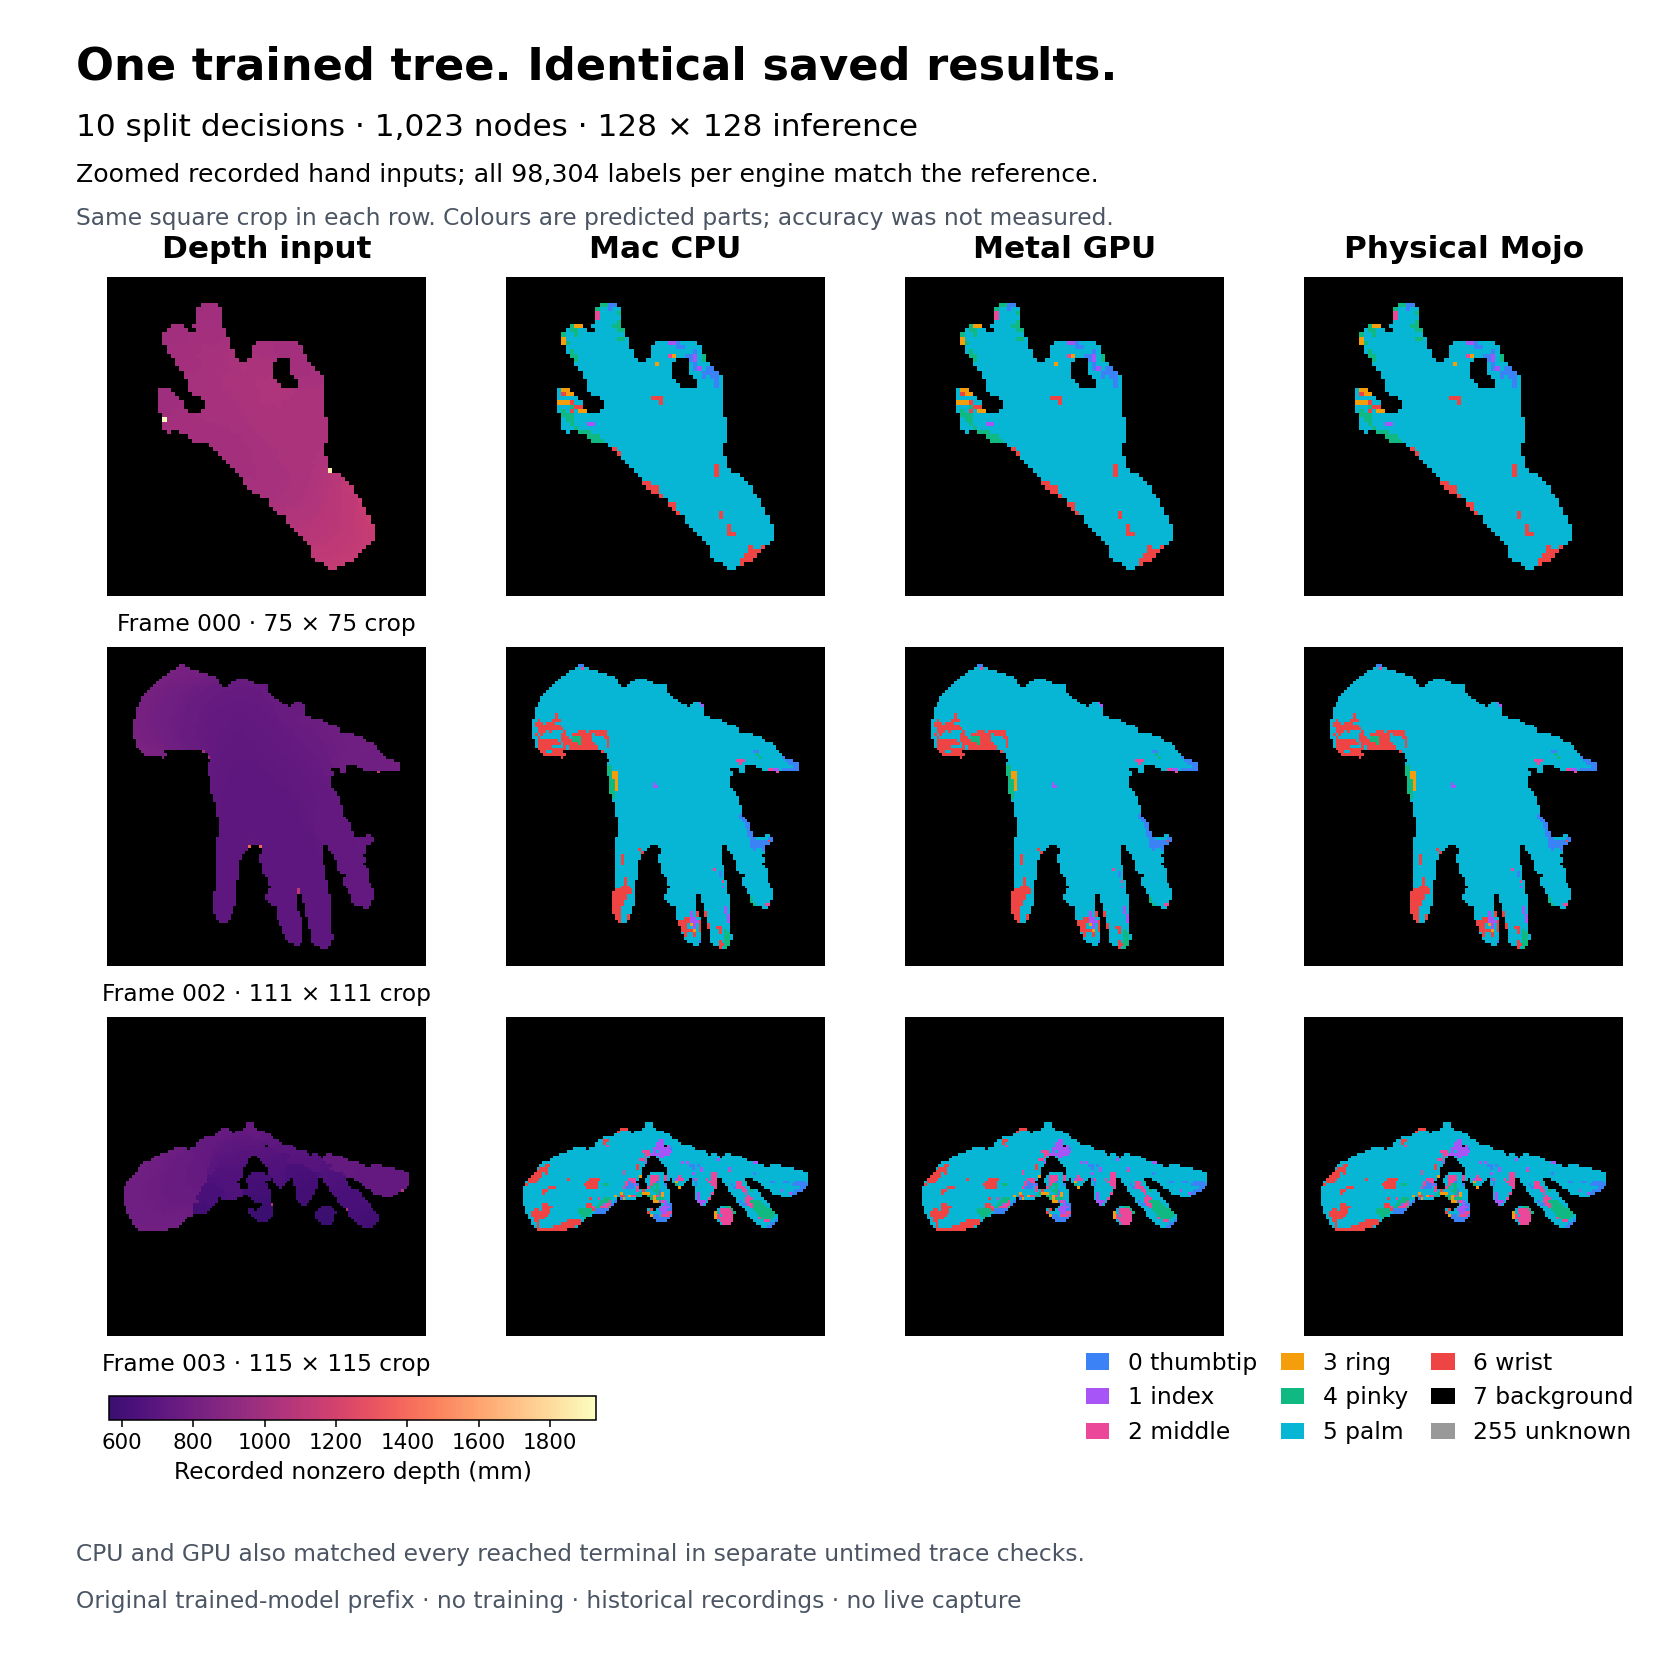 One trained tree. Identical saved results.
10 split decisions · 1,023 nodes · 128 × 128 inference
Zoomed recorded hand inputs; all 98,304 labels per engine match the reference.
Same square crop in each row. Colours are predicted parts; accuracy was not measured.
Depth input Mac CPU Metal GPU Physical Mojo
Frame 000 · 75 × 75 crop
Frame 002 · 111 × 111 crop
Frame 003 · 115 × 115 crop
0 thumbtip 3 ring 6 wrist
1 index 4 pinky 7 background
2 middle 5 palm 255 unknown
600 800 1000 1200 1400 1600 1800
Recorded nonzero depth (mm)
CPU and GPU also matched every reached terminal in separate untimed trace checks.
Original trained-model prefix · no training · historical recordings · no live capture